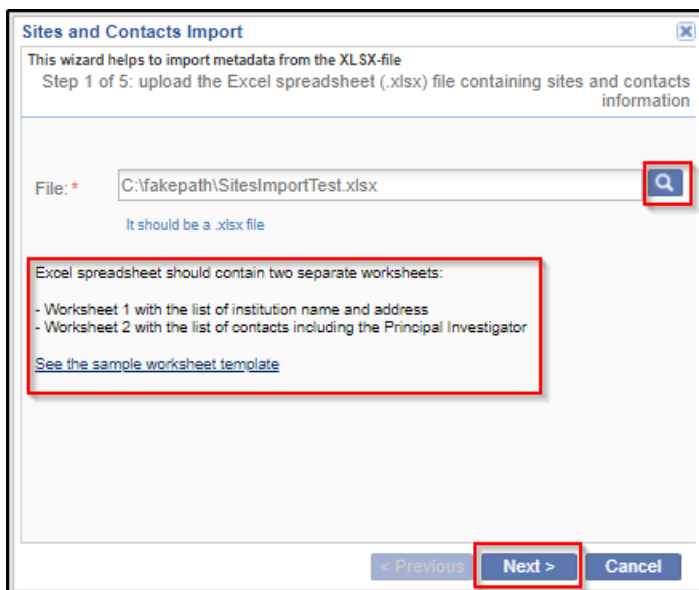 Sites and Contacts Import
This wizard helps to import metadata from the XLSX-file
Step 1 of 5: upload the Excel spreadsheet (.xlsx) file containing sites and contacts
information
File: * C:\fakepath\SitesImportTest.xlsx
It should be a .xlsx file
Excel spreadsheet should contain two separate worksheets:
- Worksheet 1 with the list of institution name and address
- Worksheet 2 with the list of contacts including the Principal Investigator
See the sample worksheet template
< Previous Next > Cancel